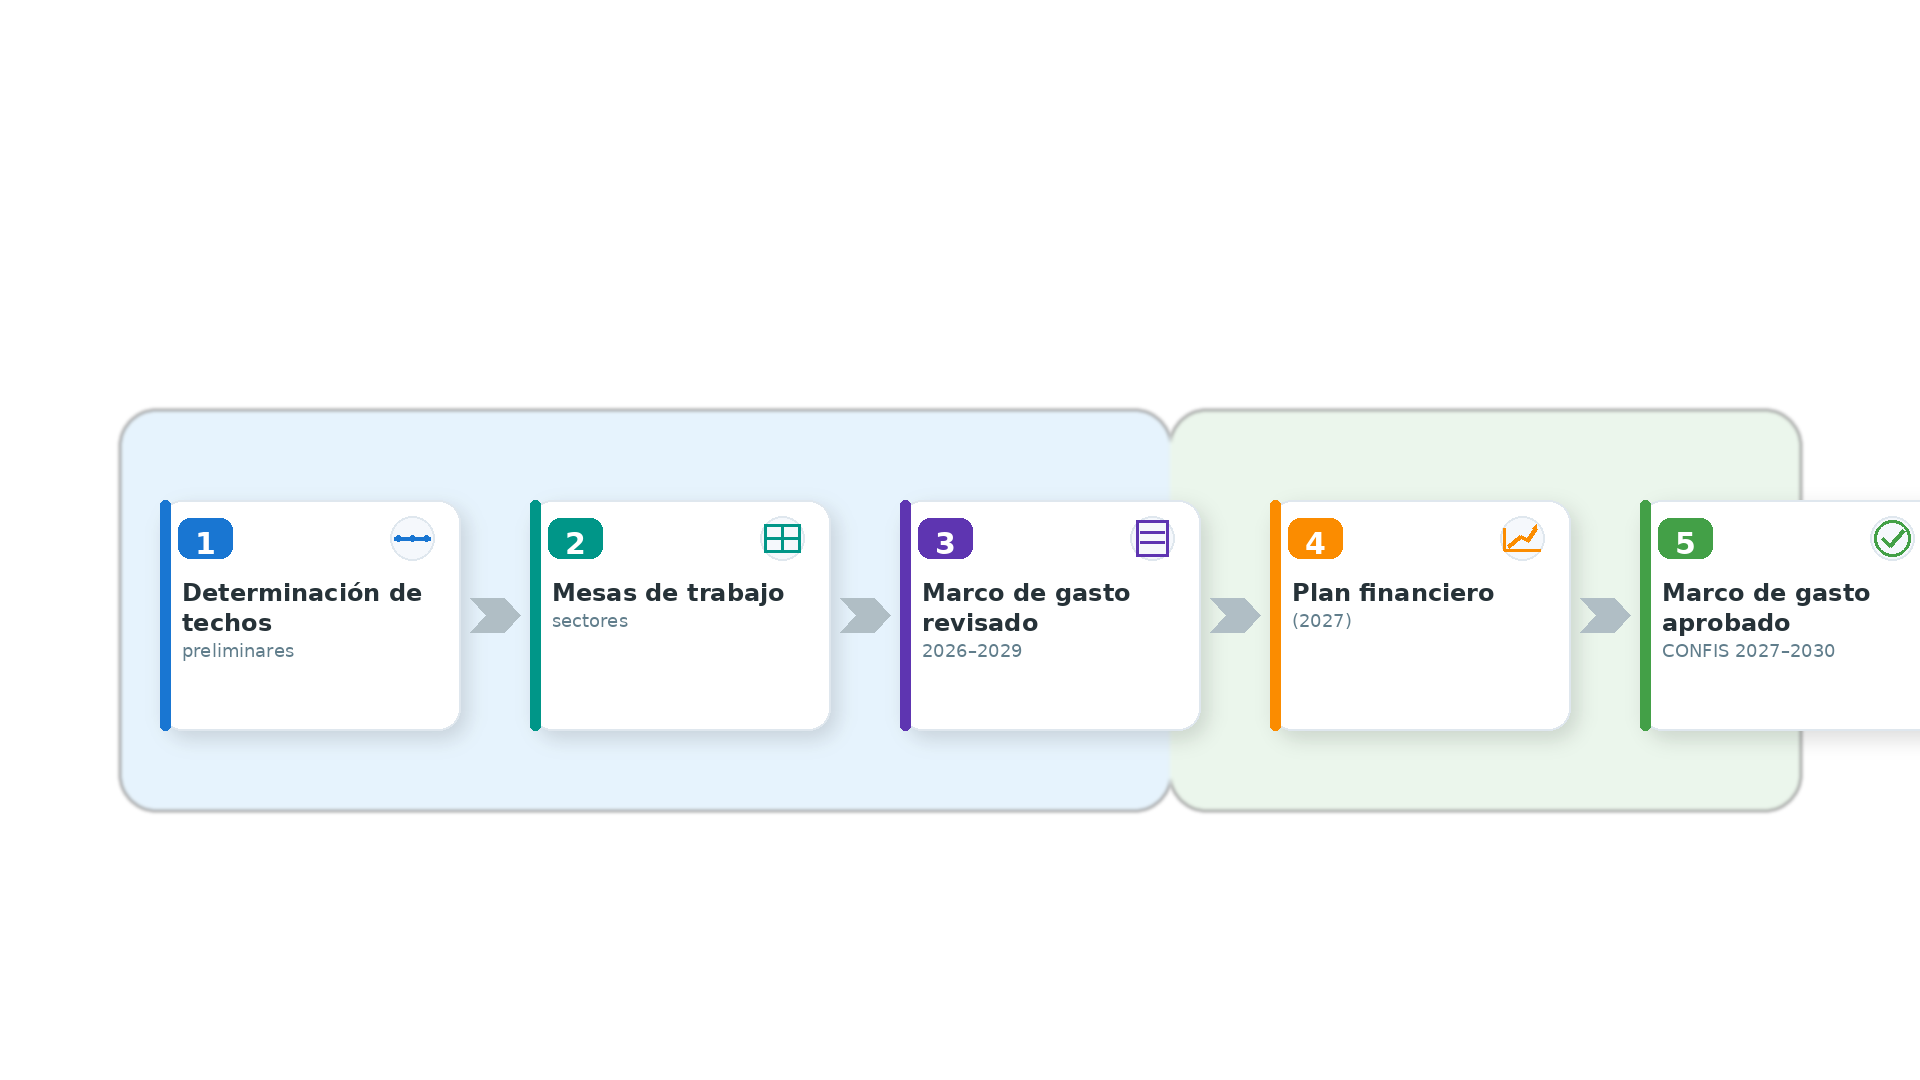 1
Determinación de
techos
preliminares
2
Mesas de trabajo
sectores
3
Marco de gasto
revisado
2026–2029
4
Plan financiero
(2027)
5
Marco de gasto
aprobado
CONFIS 2027–2030